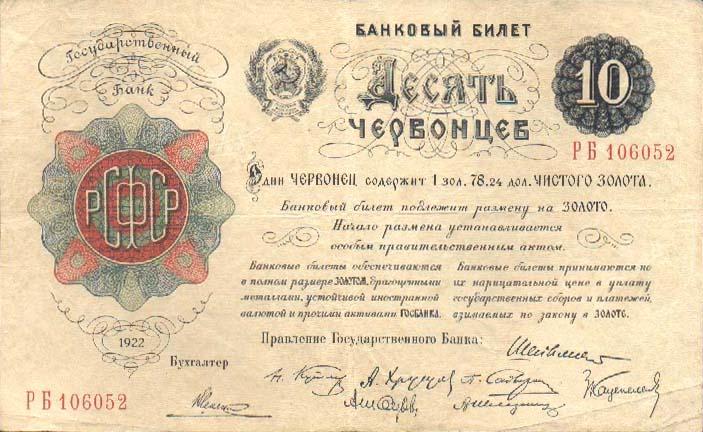 Государственный
Банк
БАНКОВЫЙ БИЛЕТ
ДЕСЯТЬ
ЧЕРВОНЦЕВ
10
РБ 106052
РСФСР
Один ЧЕРВОНЕЦ содержит 1 зол. 78.24 дол. ЧИСТОГО ЗОЛОТА.
Банковый билет подлежит размену на ЗОЛОТО.
Начало размена устанавливается
особым правительственным актом.
Банковые билеты обеспечиваются
в полном размере ЗОЛОТОМ, драгоценными
металлами, устойчивой иностранной
валютой и прочими активами ГОСБАНКА.
Банковые билеты принимаются по
их нарицательной цене в уплату
государственных сборов и платежей,
взимаемых по закону в ЗОЛОТЕ.
1922
Правление Государственного Банка:
Бухгалтер
РБ 106052